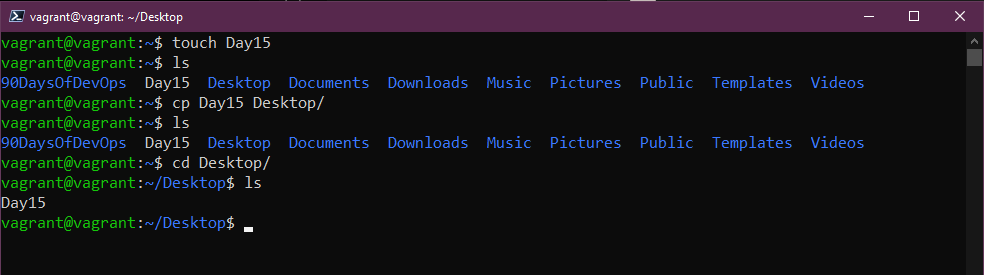 vagrant@vagrant: ~/Desktop
vagrant@vagrant:~$ touch Day15
vagrant@vagrant:~$ ls
90DaysOfDevOps  Day15  Desktop  Documents  Downloads  Music  Pictures  Public  Templates  Videos
vagrant@vagrant:~$ cp Day15 Desktop/
vagrant@vagrant:~$ ls
90DaysOfDevOps  Day15  Desktop  Documents  Downloads  Music  Pictures  Public  Templates  Videos
vagrant@vagrant:~$ cd Desktop/
vagrant@vagrant:~/Desktop$ ls
Day15
vagrant@vagrant:~/Desktop$